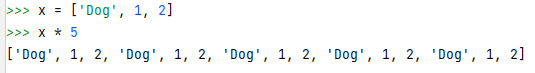 >>> x = ['Dog', 1, 2]
>>> x * 5
['Dog', 1, 2, 'Dog', 1, 2, 'Dog', 1, 2, 'Dog', 1, 2, 'Dog', 1, 2]